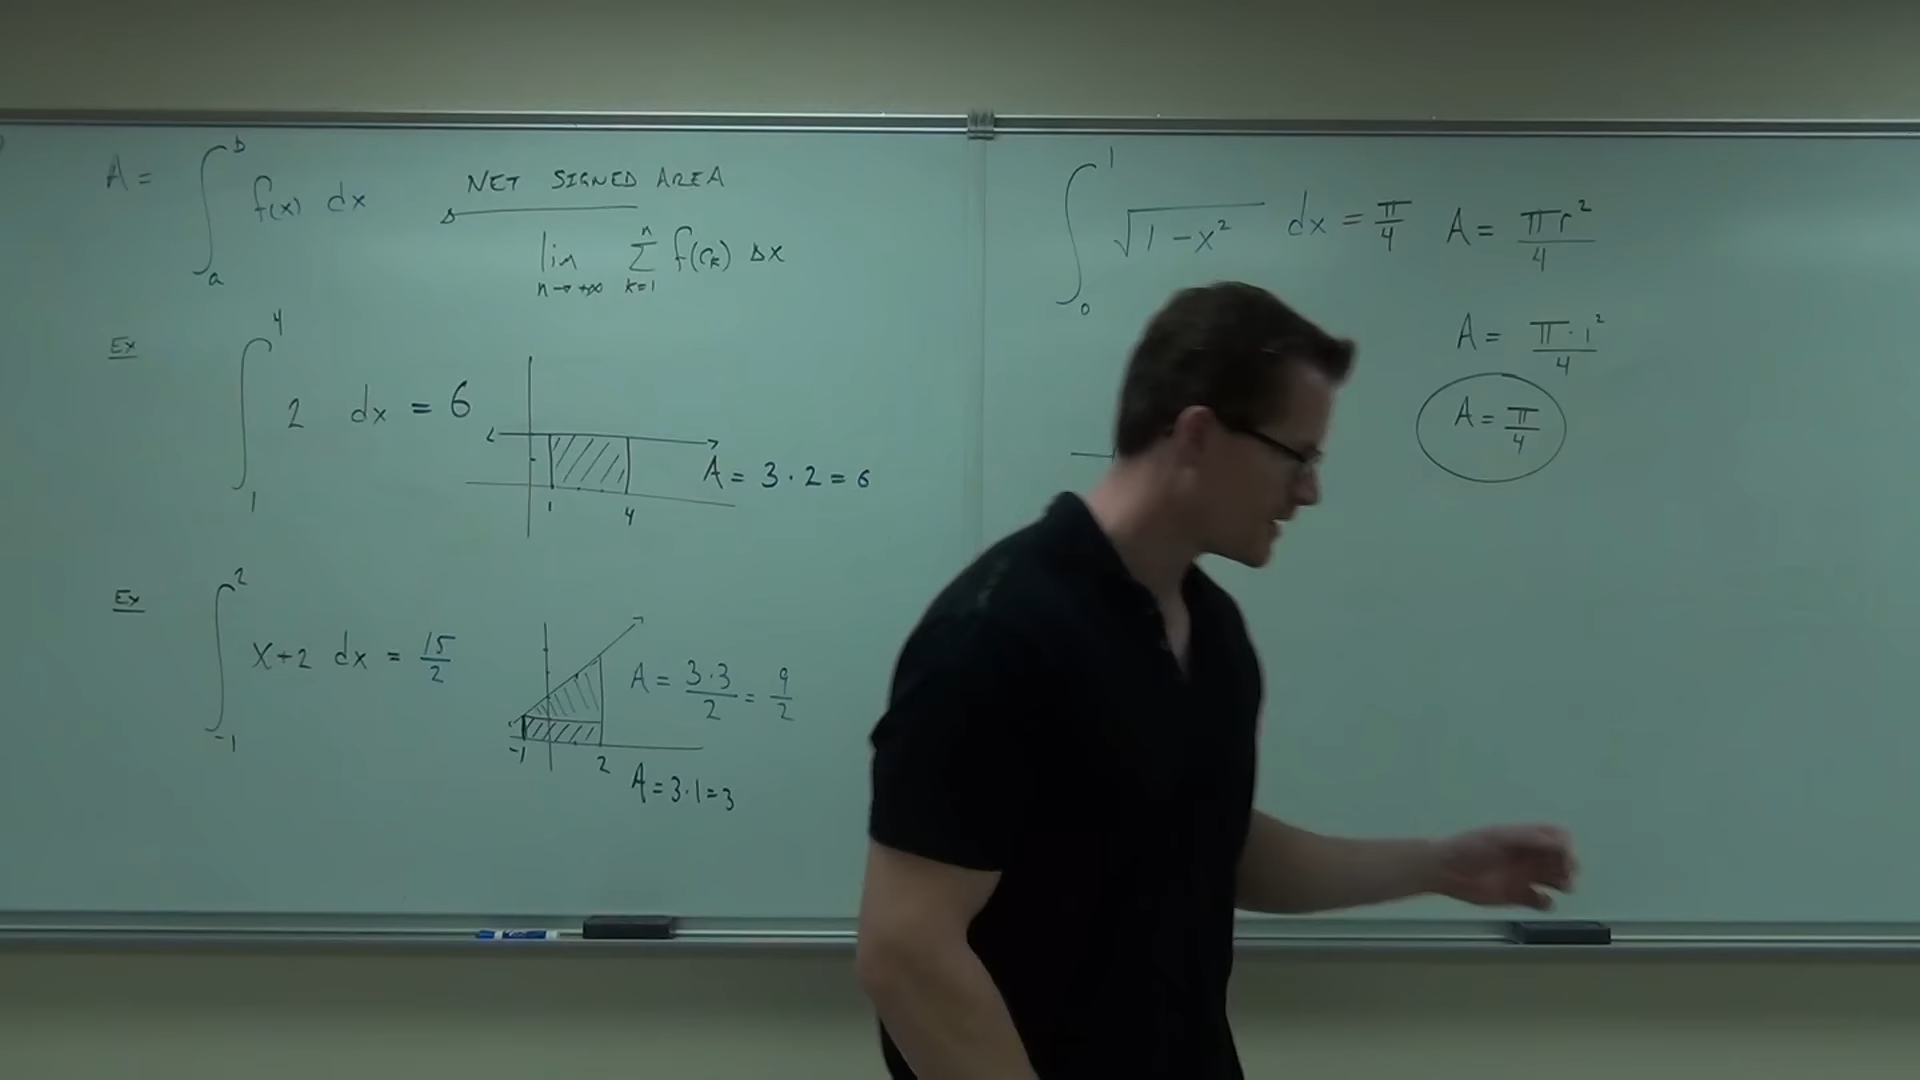 A = ∫_a^b f(x) dx
NET SIGNED AREA
lim n→+∞ Σ_{k=1}^{n} f(c_k) Δx
Ex ∫_1^4 2 dx = 6
1 4
A = 3 · 2 = 6
Ex ∫_{-1}^2 x+2 dx = 15/2
-1 2
A = 3·3/2 = 9/2
A = 3·1 = 3
∫_0^1 √(1-x²) dx = π/4
A = πr²/4
A = π·1²/4
A = π/4